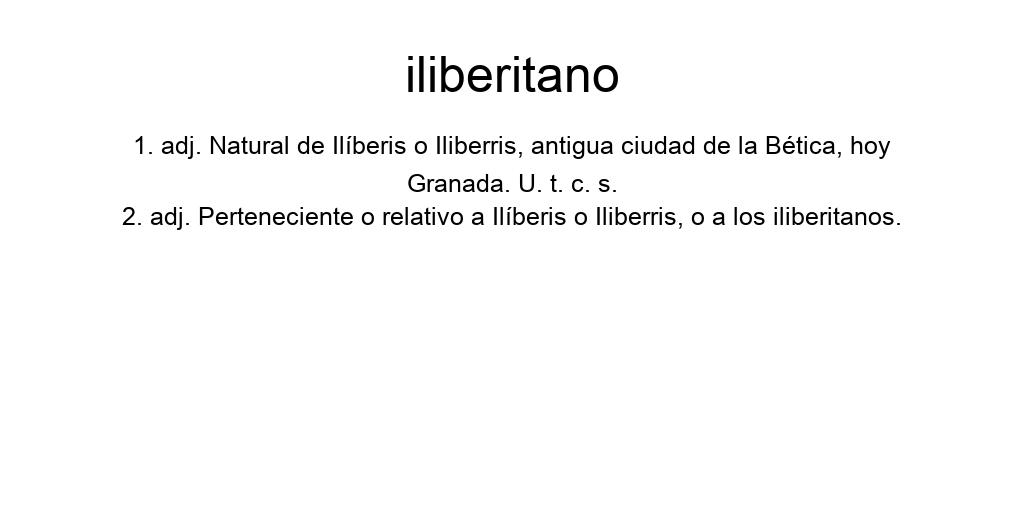 iliberitano
1. adj. Natural de Ilíberis o Iliberris, antigua ciudad de la Bética, hoy
Granada. U. t. c. s.
2. adj. Perteneciente o relativo a Ilíberis o Iliberris, o a los iliberitanos.